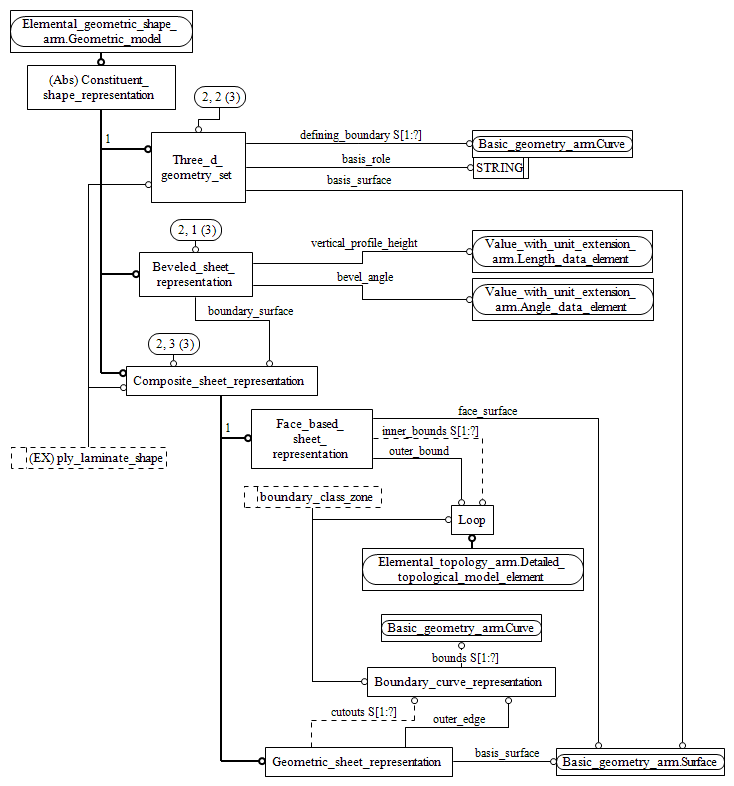 Elemental_geometric_shape_
arm.Geometric_model
(Abs) Constituent_
shape_representation
2, 2 (3)
1
defining_boundary S[1:?]
Basic_geometry_arm.Curve
Three_d_
geometry_set
basis_role
STRING
basis_surface
2, 1 (3)
vertical_profile_height
Value_with_unit_extension_
arm.Length_data_element
Beveled_sheet_
representation
bevel_angle
Value_with_unit_extension_
arm.Angle_data_element
boundary_surface
2, 3 (3)
Composite_sheet_representation
face_surface
1
Face_based_
sheet_
representation
inner_bounds S[1:?]
outer_bound
(EX) ply_laminate_shape
boundary_class_zone
Loop
Elemental_topology_arm.Detailed_
topological_model_element
Basic_geometry_arm.Curve
bounds S[1:?]
Boundary_curve_representation
cutouts S[1:?]
outer_edge
Geometric_sheet_representation
basis_surface
Basic_geometry_arm.Surface